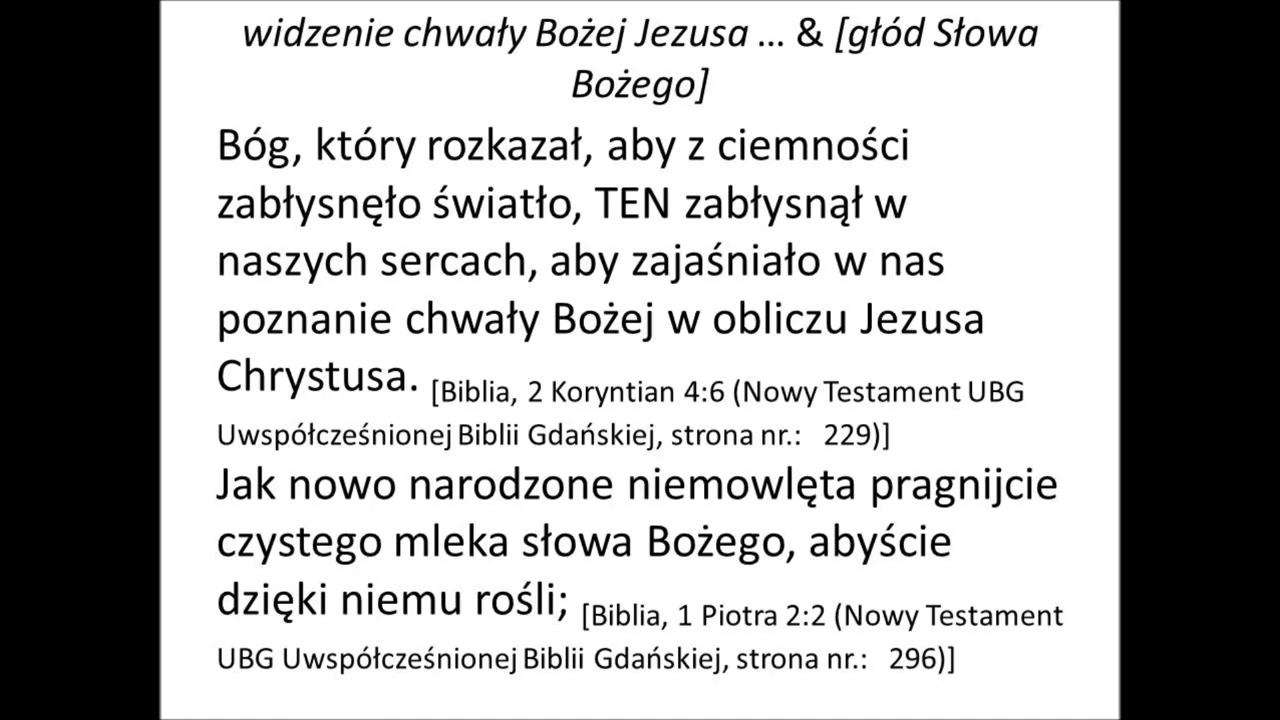 widzenie chwały Bożej Jezusa ... & [głód Słowa
Bożego]
Bóg, który rozkazał, aby z ciemności
zabłysnęło światło, TEN zabłysnął w
naszych sercach, aby zajaśniało w nas
poznanie chwały Bożej w obliczu Jezusa
Chrystusa. [Biblia, 2 Koryntian 4:6 (Nowy Testament UBG
Uwspółcześnionej Biblii Gdańskiej, strona nr.: 229)]
Jak nowo narodzone niemowlęta pragnijcie
czystego mleka słowa Bożego, abyście
dzięki niemu rośli; [Biblia, 1 Piotra 2:2 (Nowy Testament
UBG Uwspółcześnionej Biblii Gdańskiej, strona nr.: 296)]